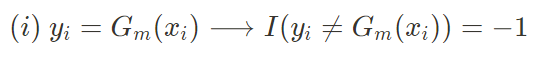 (i) y_i = G_m(x_i) ⟶ I(y_i ≠ G_m(x_i)) = −1